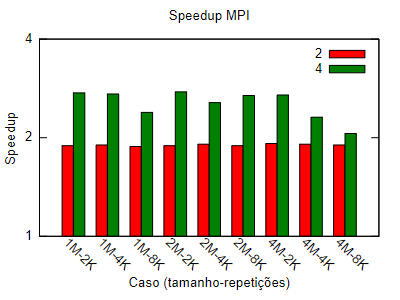 Speedup MPI
4
2
1
Speedup
2
4
1M-2K
1M-4K
1M-8K
2M-2K
2M-4K
2M-8K
4M-2K
4M-4K
4M-8K
Caso (tamanho-repetições)